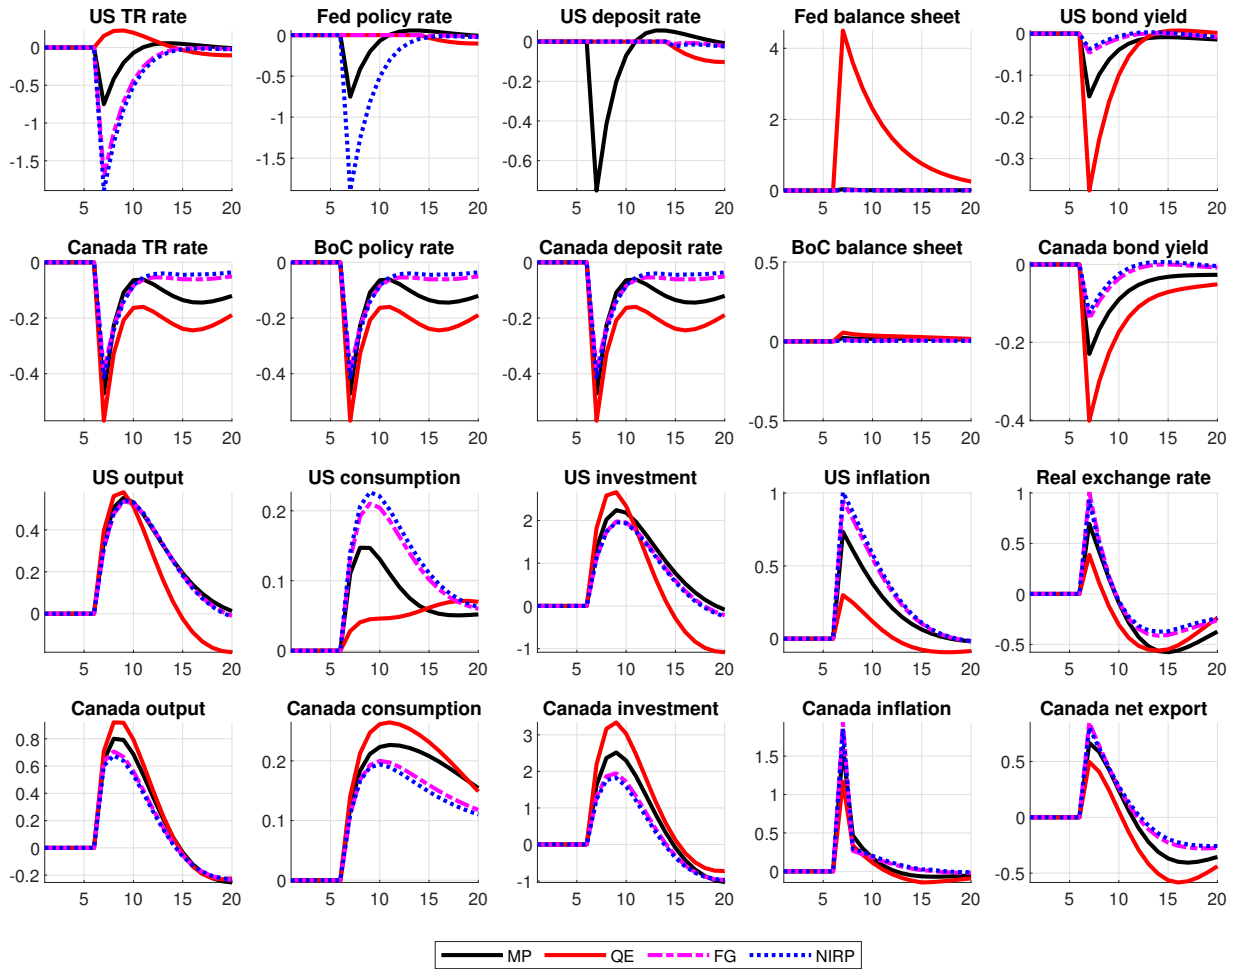 US TR rate Fed policy rate US deposit rate Fed balance sheet US bond yield
0 0 0 4 0
-0.5 -0.5 -0.2 2 -0.1
-1 -1 -0.4 0 -0.2
-1.5 -1.5 -0.6 -0.3
5 10 15 20 5 10 15 20 5 10 15 20 5 10 15 20 5 10 15 20
Canada TR rate BoC policy rate Canada deposit rate BoC balance sheet Canada bond yield
0 0 0 0.5 0
-0.2 -0.2 -0.2 0 -0.2
-0.4 -0.4 -0.4 -0.5 -0.4
5 10 15 20 5 10 15 20 5 10 15 20 5 10 15 20 5 10 15 20
US output US consumption US investment US inflation Real exchange rate
0.4 0.2 2 1 1
0.2 0.1 1 0.5 0.5
0 0 0 0 0
-1 -0.5
5 10 15 20 5 10 15 20 5 10 15 20 5 10 15 20 5 10 15 20
Canada output Canada consumption Canada investment Canada inflation Canada net export
0.8 0.2 3 1.5 0.5
0.6 0.1 2 1 0
0.4 0 1 0.5 -0.5
0.2 0 0
0 -1
-0.2
5 10 15 20 5 10 15 20 5 10 15 20 5 10 15 20 5 10 15 20
MP QE FG NIRP